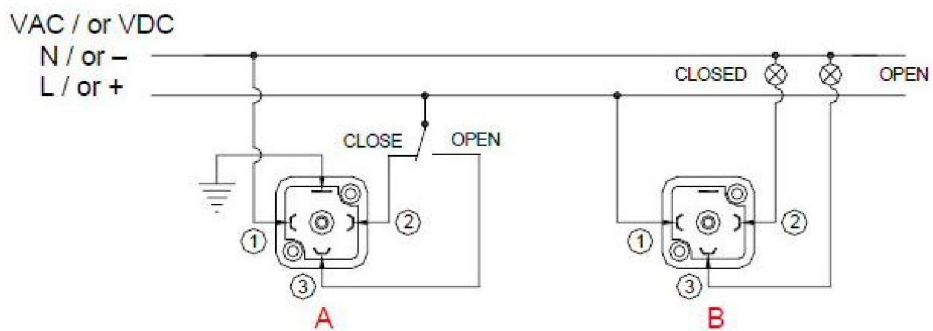 VAC / or VDC
N / or –
L / or +
CLOSED
OPEN
CLOSE
OPEN
1
2
3
A
1
2
3
B